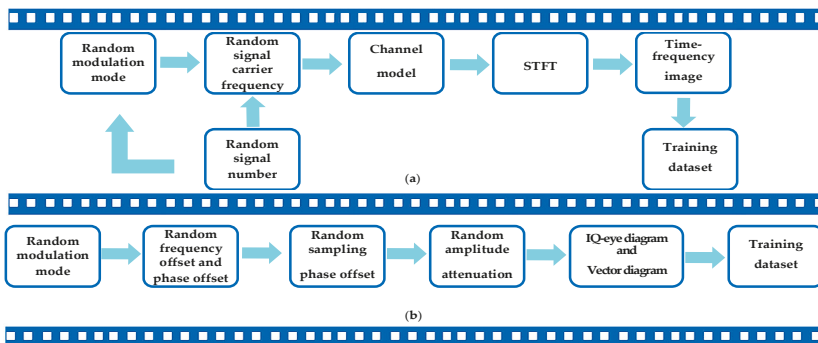 Random
modulation
mode
Random
signal
carrier
frequency
Channel
model
STFT
Time-
frequency
image
Random
signal
number
Training
dataset
(a)
Random
modulation
mode
Random
frequency
offset and
phase offset
Random
sampling
phase offset
Random
amplitude
attenuation
IQ-eye diagram
and
Vector diagram
Training
dataset
(b)